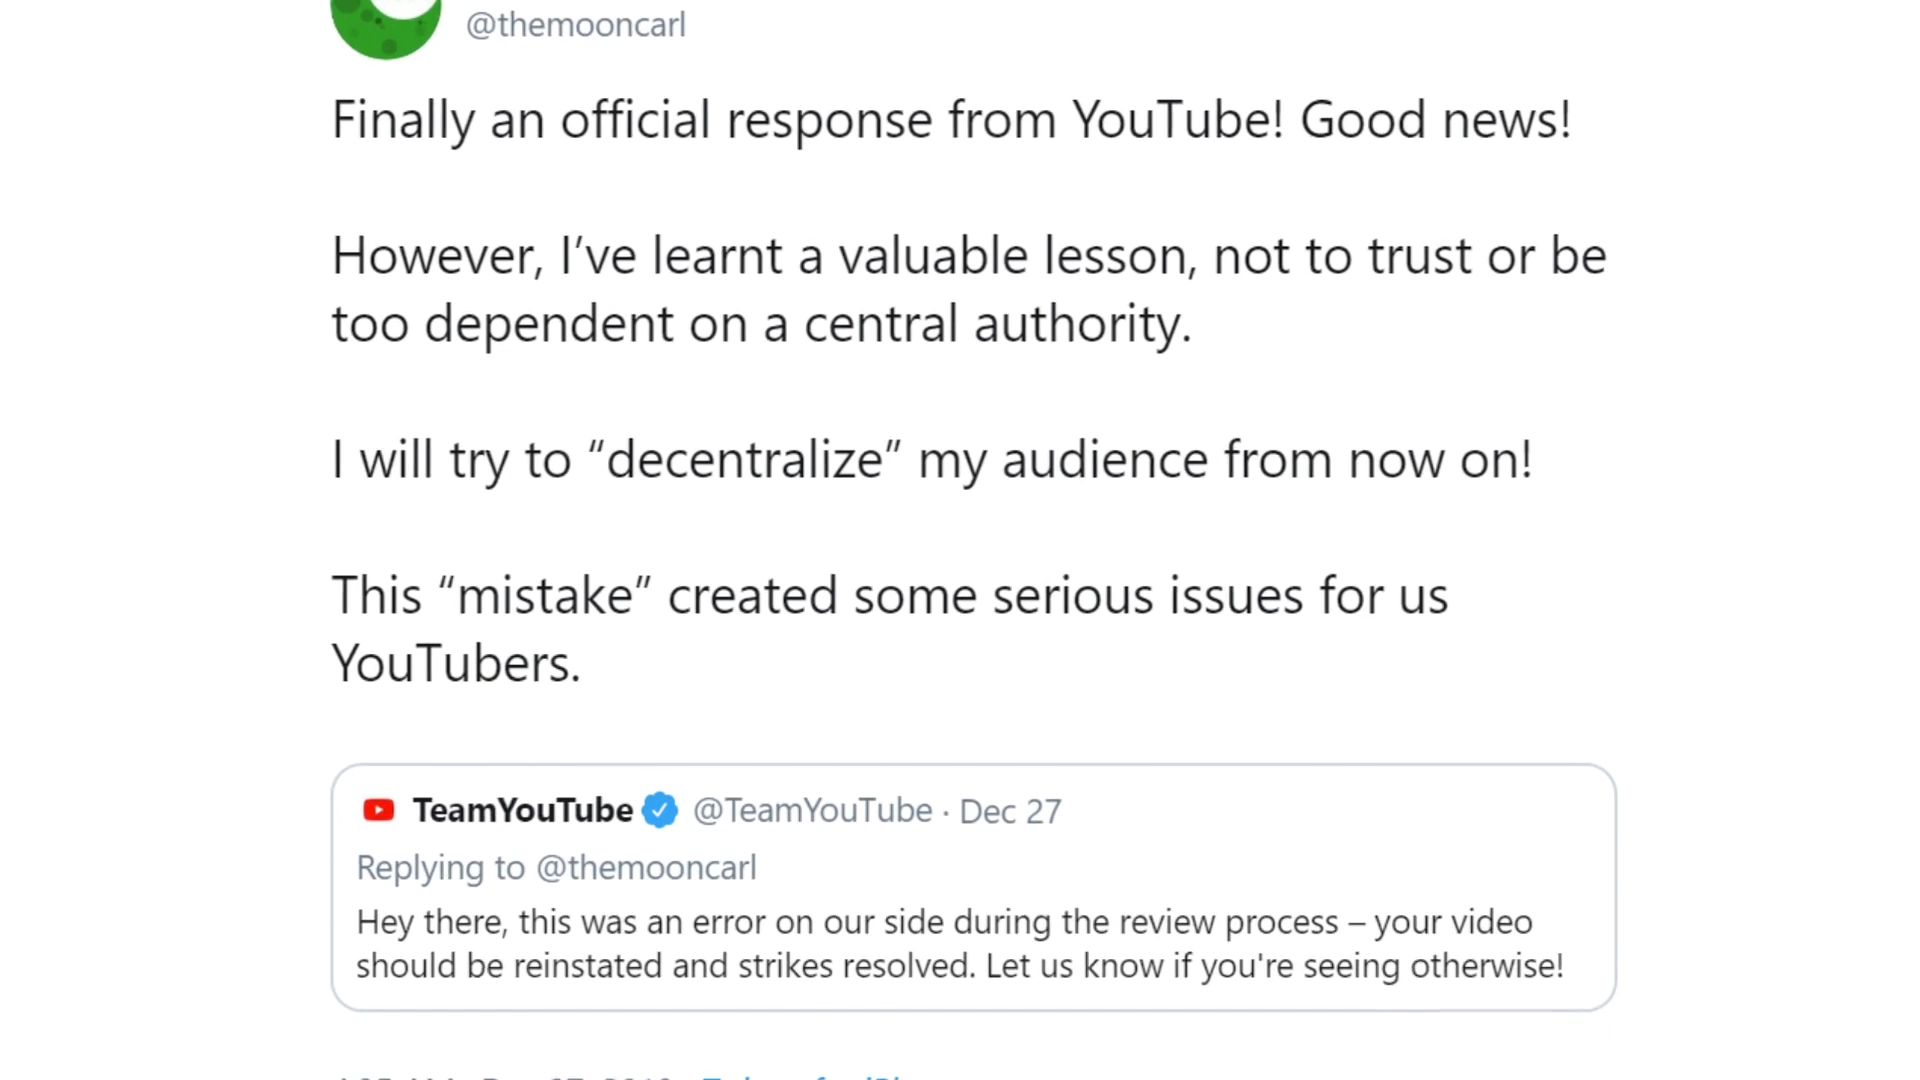 @themooncarl
Finally an official response from YouTube! Good news!
However, I’ve learnt a valuable lesson, not to trust or be
too dependent on a central authority.
I will try to “decentralize” my audience from now on!
This “mistake” created some serious issues for us
YouTubers.
TeamYouTube @TeamYouTube · Dec 27
Replying to @themooncarl
Hey there, this was an error on our side during the review process – your video
should be reinstated and strikes resolved. Let us know if you're seeing otherwise!